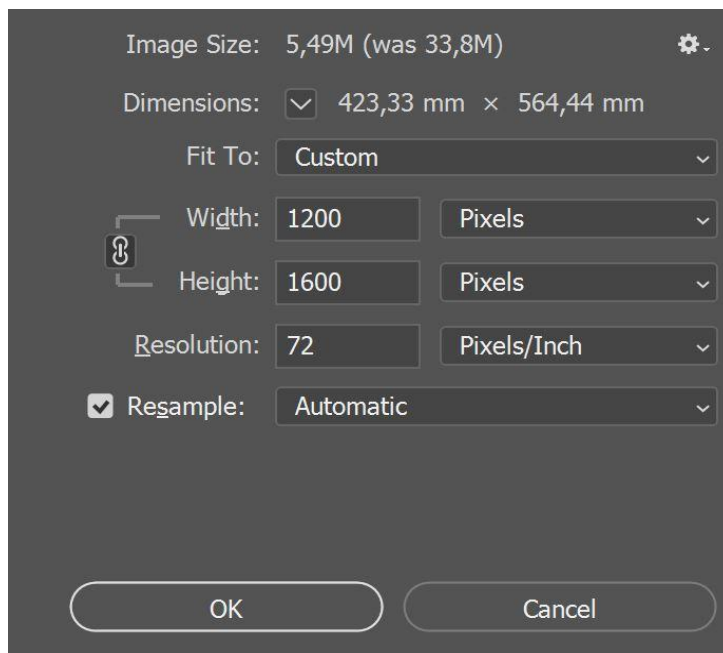 Image Size: 5,49M (was 33,8M)
Dimensions: 423,33 mm × 564,44 mm
Fit To: Custom
Width: 1200 Pixels
Height: 1600 Pixels
Resolution: 72 Pixels/Inch
Resample: Automatic
OK Cancel